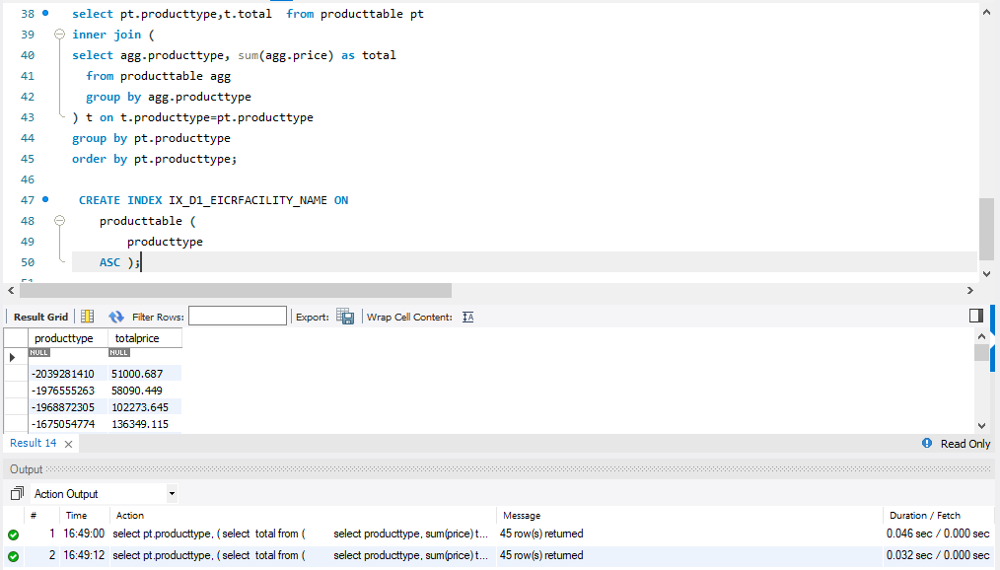 38 select pt.producttype,t.total from producttable pt
39 inner join (
40 select agg.producttype, sum(agg.price) as total
41 from producttable agg
42 group by agg.producttype
43 ) t on t.producttype=pt.producttype
44 group by pt.producttype
45 order by pt.producttype;
46
47 CREATE INDEX IX_D1_EICRFACILITY_NAME ON
48 producttable (
49 producttype
50 ASC );
Result Grid Filter Rows: Export: Wrap Cell Content: IA
producttype totalprice
NULL NULL
-2039281410 51000.687
-1976555263 58090.449
-1968872305 102273.645
-1675054774 136349.115
Result 14 Read Only
Output
Action Output
# Time Action Message Duration / Fetch
1 16:49:00 select pt.producttype, ( select total from ( select producttype, sum(price) t... 45 row(s) returned 0.046 sec / 0.000 sec
2 16:49:12 select pt.producttype, ( select total from ( select producttype, sum(price) t... 45 row(s) returned 0.032 sec / 0.000 sec